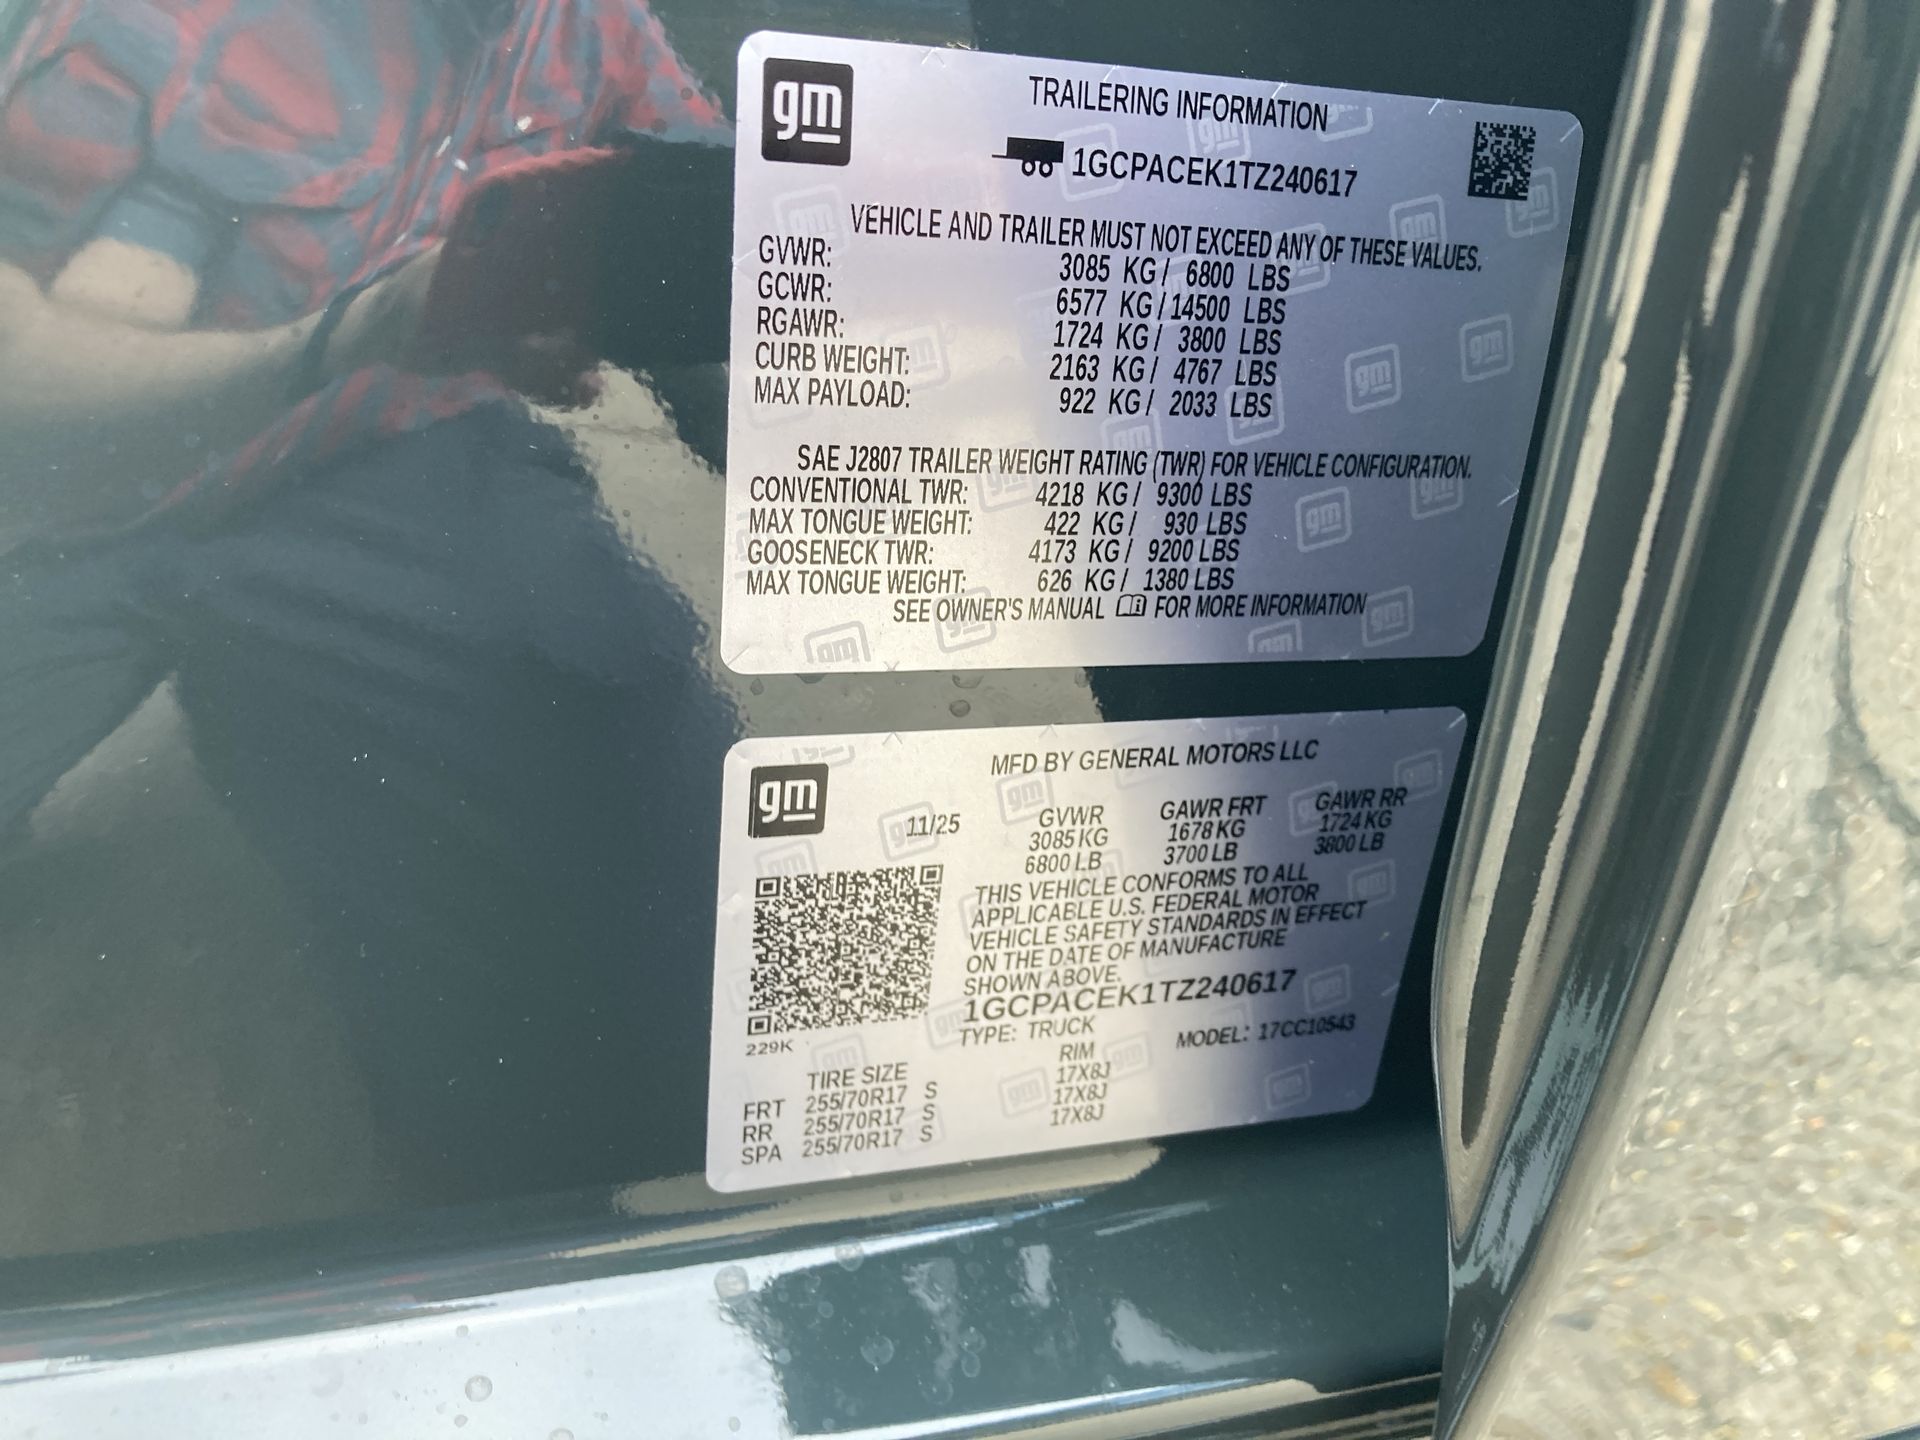 gm
TRAILERING INFORMATION
1GCPACEK1TZ240617
VEHICLE AND TRAILER MUST NOT EXCEED ANY OF THESE VALUES.
GVWR: 3085 KG / 6800 LBS
GCWR: 6577 KG / 14500 LBS
RGAWR: 1724 KG / 3800 LBS
CURB WEIGHT: 2163 KG / 4767 LBS
MAX PAYLOAD: 922 KG / 2033 LBS
SAE J2807 TRAILER WEIGHT RATING (TWR) FOR VEHICLE CONFIGURATION.
CONVENTIONAL TWR: 4218 KG / 9300 LBS
MAX TONGUE WEIGHT: 422 KG / 930 LBS
GOOSENECK TWR: 4173 KG / 9200 LBS
MAX TONGUE WEIGHT: 626 KG / 1380 LBS
SEE OWNER'S MANUAL FOR MORE INFORMATION
gm
MFD BY GENERAL MOTORS LLC
11/25 GVWR GAWR FRT GAWR RR
3085 KG 1678 KG 1724 KG
6800 LB 3700 LB 3800 LB
THIS VEHICLE CONFORMS TO ALL
APPLICABLE U.S. FEDERAL MOTOR
VEHICLE SAFETY STANDARDS IN EFFECT
ON THE DATE OF MANUFACTURE
SHOWN ABOVE.
1GCPACEK1TZ240617
TYPE: TRUCK MODEL: 17CC10543
229K
TIRE SIZE RIM
FRT 255/70R17 S 17X8J
RR 255/70R17 S 17X8J
SPA 255/70R17 S 17X8J